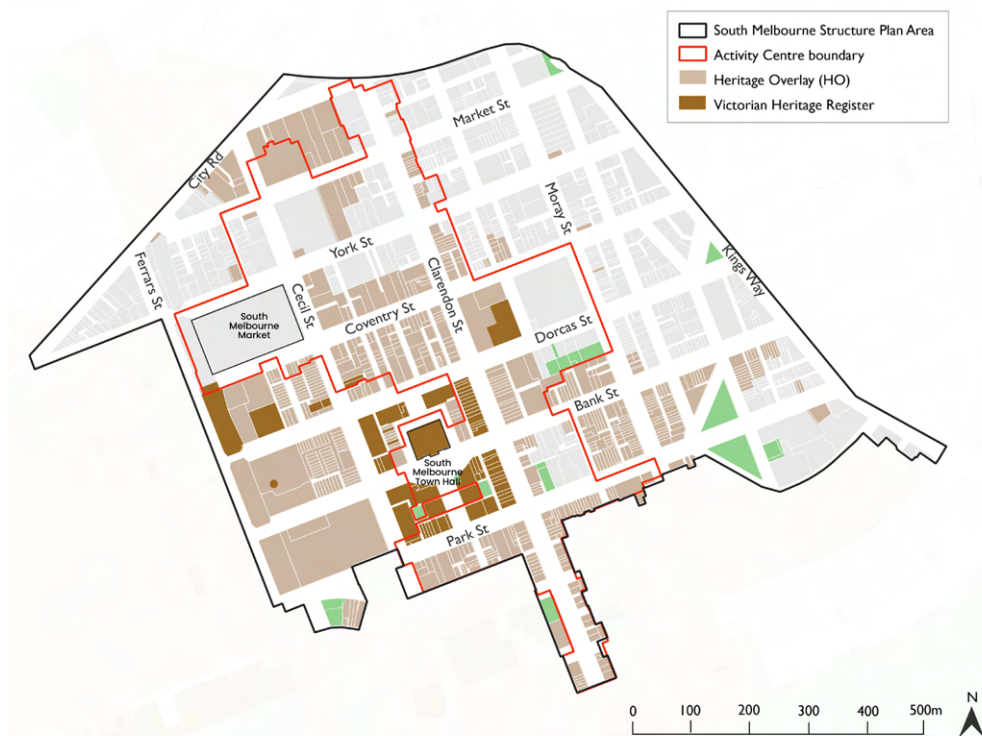 South Melbourne Structure Plan Area
Activity Centre boundary
Heritage Overlay (HO)
Victorian Heritage Register
Market St
City Rd
Moray St
York St
Kings Way
Ferrars St
Cecil St
Clarendon St
Coventry St
South
Melbourne
Market
Dorcas St
Bank St
South
Melbourne
Town Hall
Park St
N
0 100 200 300 400 500m